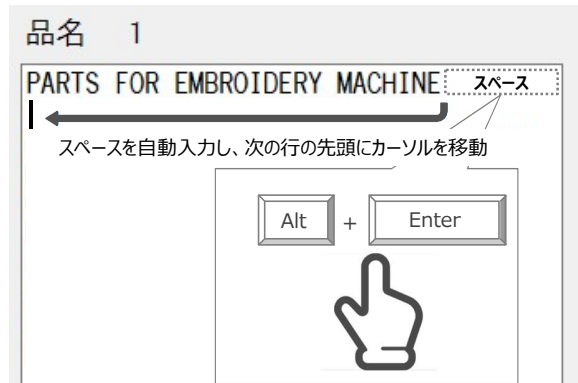 品名 1
PARTS FOR EMBROIDERY MACHINE スペース
スペースを自動入力し、次の行の先頭にカーソルを移動
Alt + Enter